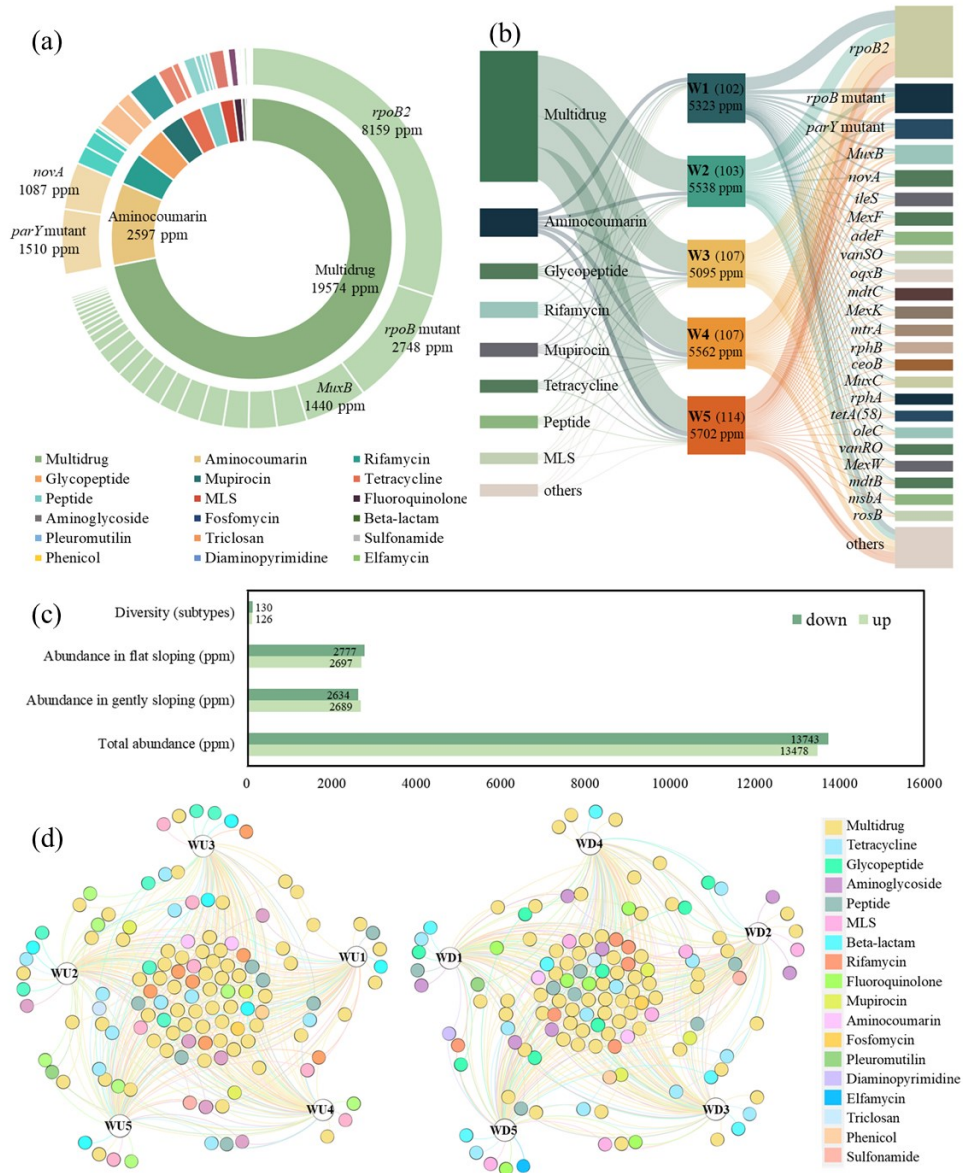 (a)
rpoB2
8159 ppm
novA
1087 ppm
parY mutant
1510 ppm
Aminocoumarin
2597 ppm
Multidrug
19574 ppm
rpoB mutant
2748 ppm
MuxB
1440 ppm
Multidrug
Aminocoumarin
Rifamycin
Glycopeptide
Mupirocin
Tetracycline
Peptide
MLS
Fluoroquinolone
Aminoglycoside
Fosfomycin
Beta-lactam
Pleuromutilin
Triclosan
Sulfonamide
Phenicol
Diaminopyrimidine
Elfamycin
(b)
Multidrug
Aminocoumarin
Glycopeptide
Rifamycin
Mupirocin
Tetracycline
Peptide
MLS
others
W1 (102)
5323 ppm
W2 (103)
5538 ppm
W3 (107)
5095 ppm
W4 (107)
5562 ppm
W5 (114)
5702 ppm
rpoB2
rpoB mutant
parY mutant
MuxB
novA
ileS
MexF
adeF
vanSO
oqxB
mdtC
MexK
mtrA
rphB
ceoB
MuxC
rphA
tetA(58)
oleC
vanRO
MexW
mdtB
msbA
rosB
others
(c)
down
up
Diversity (subtypes)
130
126
Abundance in flat sloping (ppm)
2777
2697
Abundance in gently sloping (ppm)
2634
2689
Total abundance (ppm)
13743
13478
0
2000
4000
6000
8000
10000
12000
14000
16000
(d)
WU3
WU1
WU2
WU4
WU5
WD4
WD2
WD1
WD3
WD5
Multidrug
Tetracycline
Glycopeptide
Aminoglycoside
Peptide
MLS
Beta-lactam
Rifamycin
Fluoroquinolone
Mupirocin
Aminocoumarin
Fosfomycin
Pleuromutilin
Diaminopyrimidine
Elfamycin
Triclosan
Phenicol
Sulfonamide